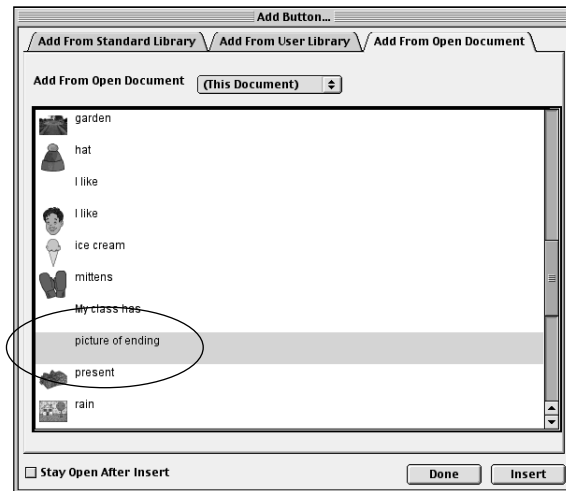 Add Button...
Add From Standard Library Add From User Library Add From Open Document
Add From Open Document (This Document)
garden
hat
I like
I like
ice cream
mittens
My class has
picture of ending
present
rain
Stay Open After Insert Done Insert